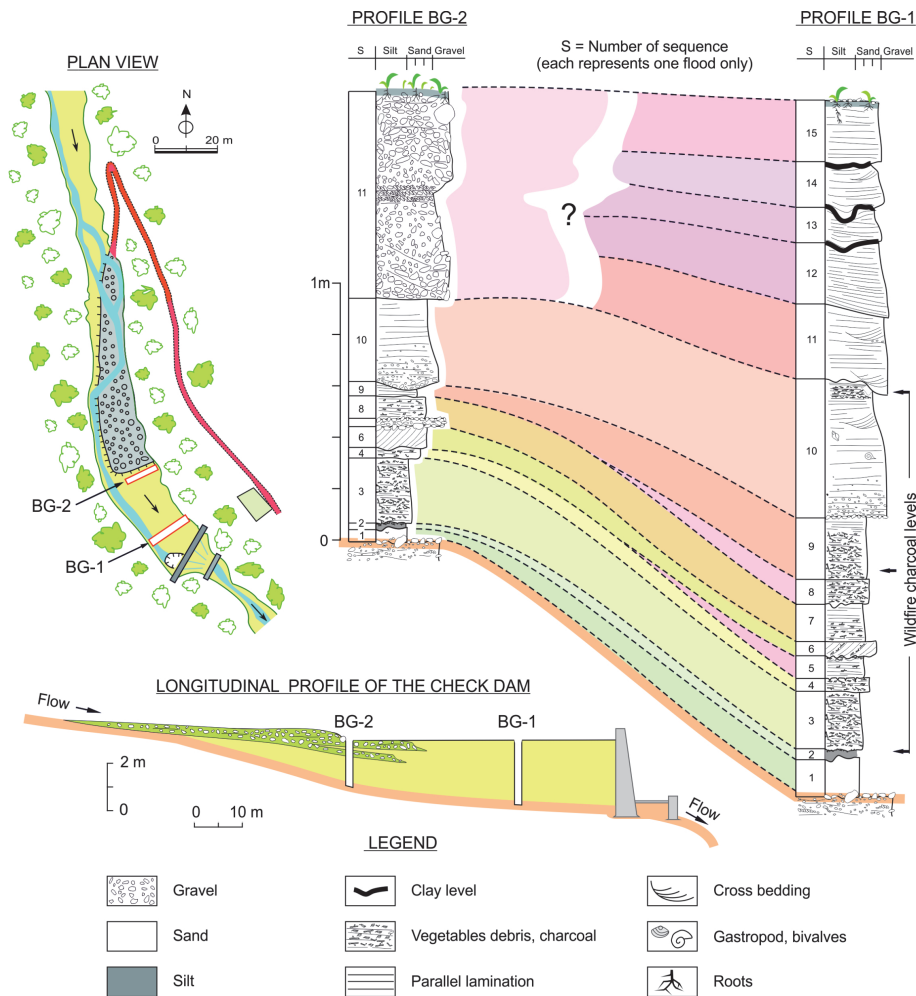 PROFILE BG-2
PROFILE BG-1
S Silt Sand Gravel
S = Number of sequence
(each represents one flood only)
S Silt Sand Gravel
PLAN VIEW
N
0 20 m
BG-2
BG-1
1m
0
11
10
9
8
6
4
3
2
1
?
15
14
13
12
11
10
9
8
7
6
5
4
3
2
1
Wildfire charcoal levels
LONGITUDINAL PROFILE OF THE CHECK DAM
Flow
BG-2
BG-1
2 m
0
0 10 m
Flow
LEGEND
Gravel
Clay level
Cross bedding
Sand
Vegetables debris, charcoal
Gastropod, bivalves
Silt
Parallel lamination
Roots